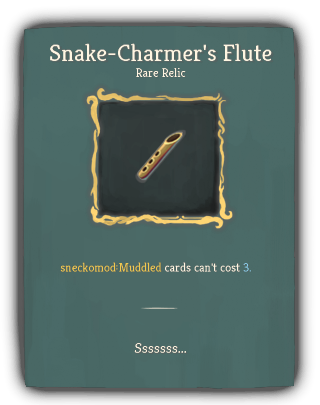 Snake-Charmer's Flute
Rare Relic
sneckomod:Muddled cards can't cost 3.
Sssssss...